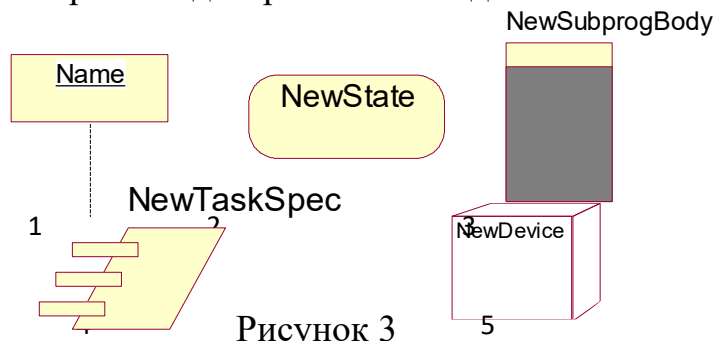 NewSubprogBody
Name
NewState
NewTaskSpec
1
2
3
NewDevice
Рисунок 3
5